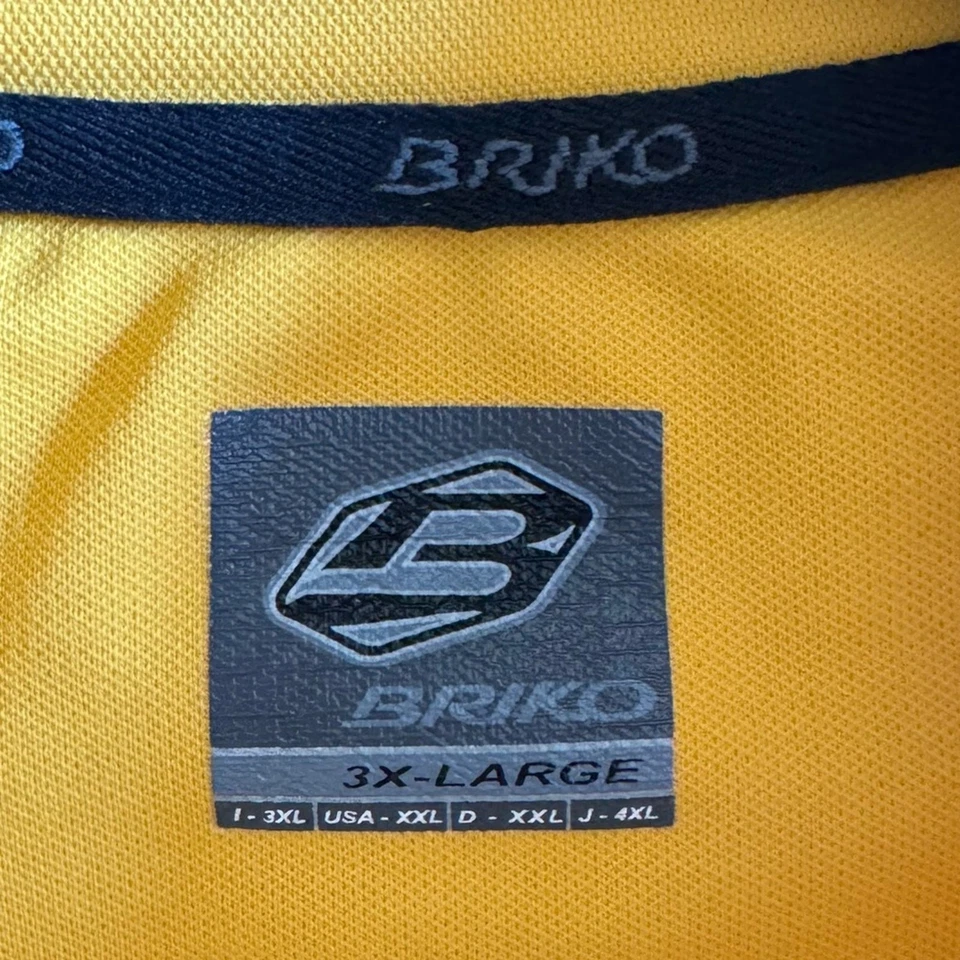 BRIKO
BRIKO
3X-LARGE
I - 3XL USA - XXL D - XXL J - 4XL